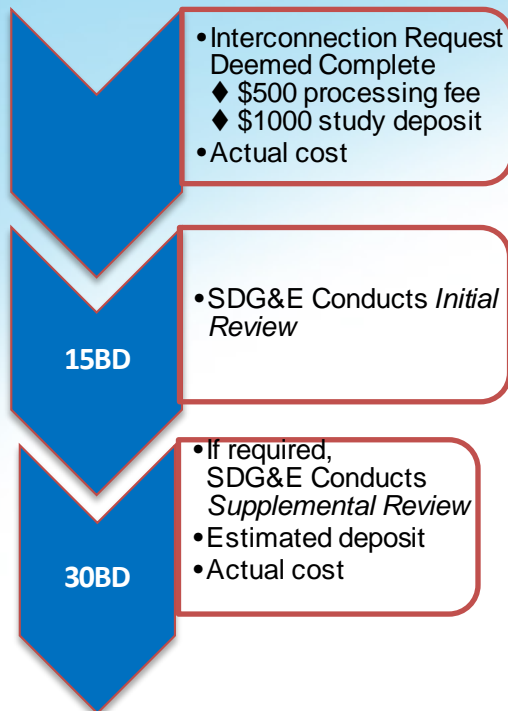 •Interconnection Request
Deemed Complete
♦ $500 processing fee
♦ $1000 study deposit
•Actual cost
15BD
•SDG&E Conducts Initial
Review
30BD
•If required,
SDG&E Conducts
Supplemental Review
•Estimated deposit
•Actual cost